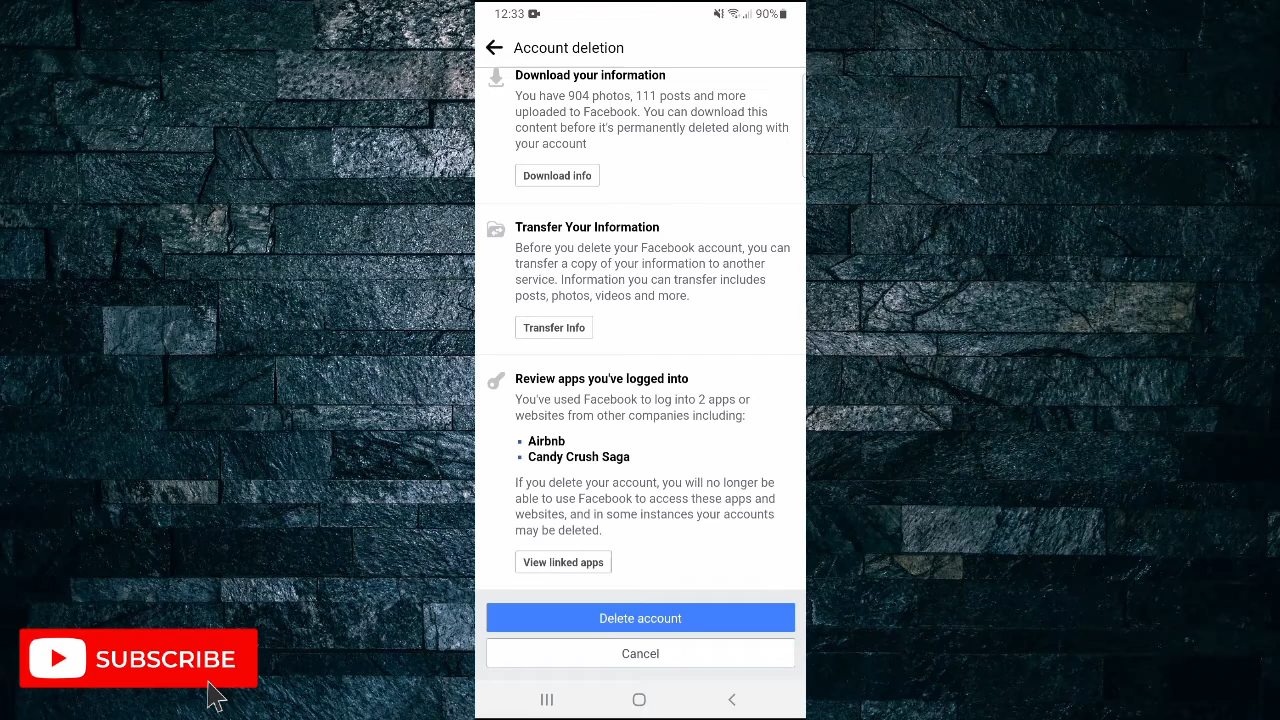 12:33 90%
Account deletion
Download your information
You have 904 photos, 111 posts and more
uploaded to Facebook. You can download this
content before it's permanently deleted along with
your account
Download info
Transfer Your Information
Before you delete your Facebook account, you can
transfer a copy of your information to another
service. Information you can transfer includes
posts, photos, videos and more.
Transfer Info
Review apps you've logged into
You've used Facebook to log into 2 apps or
websites from other companies including:
Airbnb
Candy Crush Saga
If you delete your account, you will no longer be
able to use Facebook to access these apps and
websites, and in some instances your accounts
may be deleted.
View linked apps
Delete account
Cancel
SUBSCRIBE